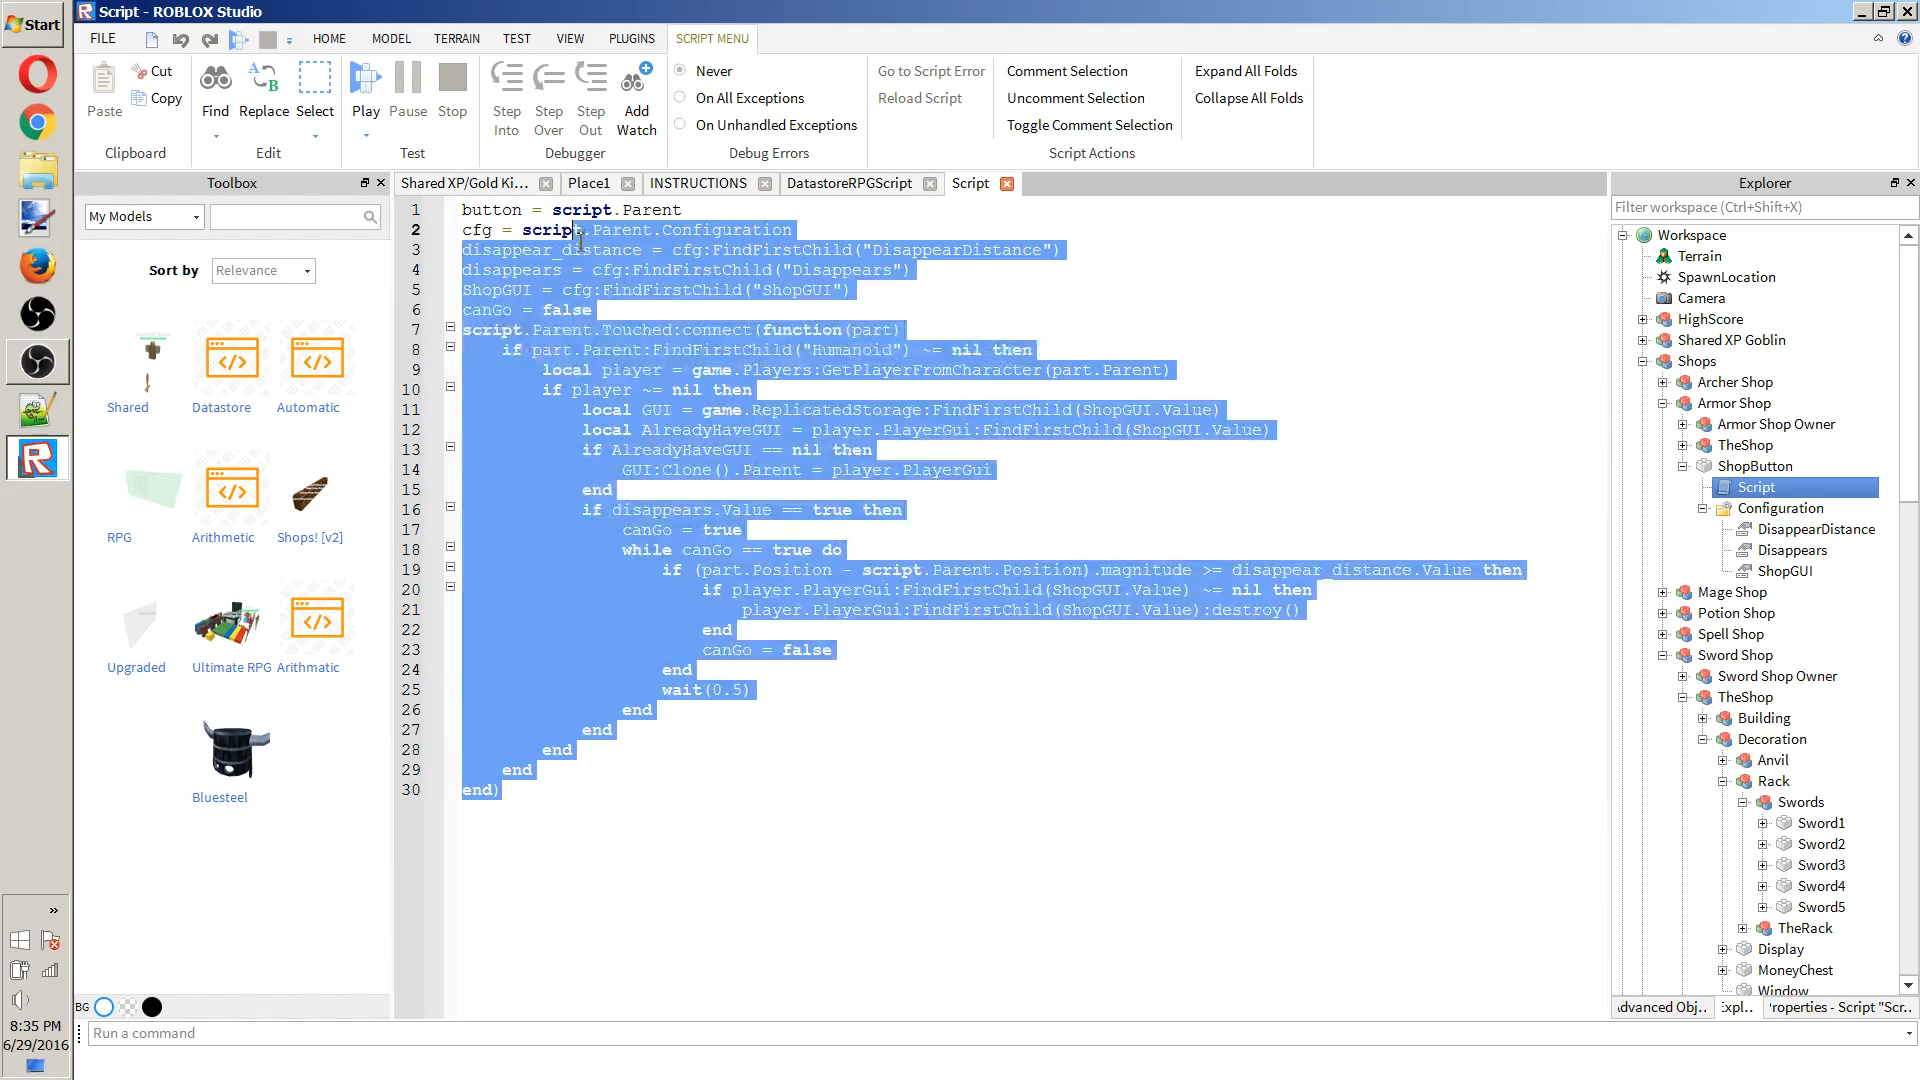 Start
Script - ROBLOX Studio
FILE
HOME
MODEL
TERRAIN
TEST
VIEW
PLUGINS
SCRIPT MENU
Paste
Cut
Copy
Clipboard
Find
Replace
Select
Edit
Play
Pause
Stop
Test
Step Into
Step Over
Step Out
Add Watch
Debugger
Never
On All Exceptions
On Unhandled Exceptions
Debug Errors
Go to Script Error
Reload Script
Comment Selection
Uncomment Selection
Toggle Comment Selection
Script Actions
Expand All Folds
Collapse All Folds
Toolbox
My Models
Sort by
Relevance
Shared
Datastore
Automatic
RPG
Arithmetic
Shops! [v2]
Upgraded
Ultimate RPG
Arithmatic
Bluesteel
BG
Shared XP/Gold Ki...
Place1
INSTRUCTIONS
DatastoreRPGScript
Script
1 button = script.Parent
2 cfg = script.Parent.Configuration
3 disappear_distance = cfg:FindFirstChild("DisappearDistance")
4 disappears = cfg:FindFirstChild("Disappears")
5 ShopGUI = cfg:FindFirstChild("ShopGUI")
6 canGo = false
7 script.Parent.Touched:connect(function(part)
8 if part.Parent:FindFirstChild("Humanoid") ~= nil then
9 local player = game.Players:GetPlayerFromCharacter(part.Parent)
10 if player ~= nil then
11 local GUI = game.ReplicatedStorage:FindFirstChild(ShopGUI.Value)
12 local AlreadyHaveGUI = player.PlayerGui:FindFirstChild(ShopGUI.Value)
13 if AlreadyHaveGUI == nil then
14 GUI:Clone().Parent = player.PlayerGui
15 end
16 if disappears.Value == true then
17 canGo = true
18 while canGo == true do
19 if (part.Position - script.Parent.Position).magnitude >= disappear_distance.Value then
20 if player.PlayerGui:FindFirstChild(ShopGUI.Value) ~= nil then
21 player.PlayerGui:FindFirstChild(ShopGUI.Value):destroy()
22 end
23 canGo = false
24 end
25 wait(0.5)
26 end
27 end
28 end
29 end
30 end)
Explorer
Filter workspace (Ctrl+Shift+X)
Workspace
Terrain
SpawnLocation
Camera
HighScore
Shared XP Goblin
Shops
Archer Shop
Armor Shop
Armor Shop Owner
TheShop
ShopButton
Script
Configuration
DisappearDistance
Disappears
ShopGUI
Mage Shop
Potion Shop
Spell Shop
Sword Shop
Sword Shop Owner
TheShop
Building
Decoration
Anvil
Rack
Swords
Sword1
Sword2
Sword3
Sword4
Sword5
TheRack
Display
MoneyChest
Window
Advanced Obj..
Expl..
Properties - Script "Scr..
Run a command
»
8:35 PM
6/29/2016